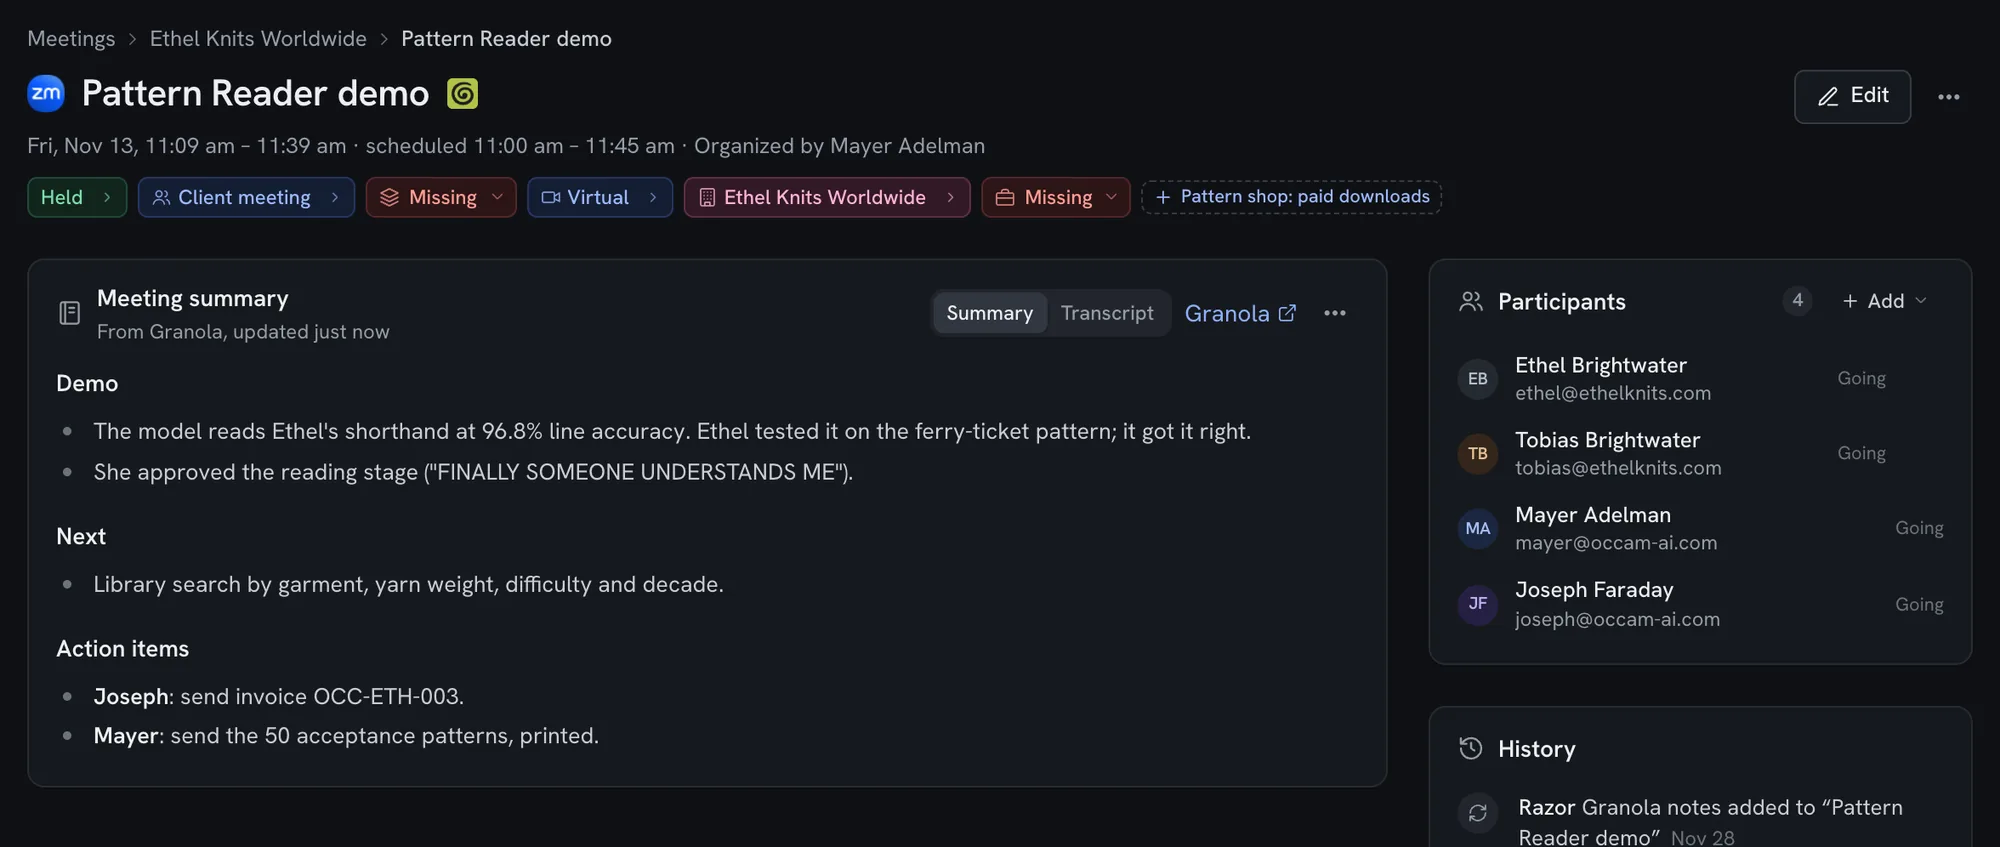 Meetings > Ethel Knits Worldwide > Pattern Reader demo
zm Pattern Reader demo
Edit
Fri, Nov 13, 11:09 am – 11:39 am · scheduled 11:00 am – 11:45 am · Organized by Mayer Adelman
Held
Client meeting
Missing
Virtual
Ethel Knits Worldwide
Missing
+ Pattern shop: paid downloads
Meeting summary
From Granola, updated just now
Summary
Transcript
Granola
Demo
• The model reads Ethel's shorthand at 96.8% line accuracy. Ethel tested it on the ferry-ticket pattern; it got it right.
• She approved the reading stage ("FINALLY SOMEONE UNDERSTANDS ME").
Next
• Library search by garment, yarn weight, difficulty and decade.
Action items
• Joseph: send invoice OCC-ETH-003.
• Mayer: send the 50 acceptance patterns, printed.
Participants
4
+ Add
EB
Ethel Brightwater
ethel@ethelknits.com
Going
TB
Tobias Brightwater
tobias@ethelknits.com
Going
MA
Mayer Adelman
mayer@occam-ai.com
Going
JF
Joseph Faraday
joseph@occam-ai.com
Going
History
Razor Granola notes added to “Pattern
Reader demo” Nov 28